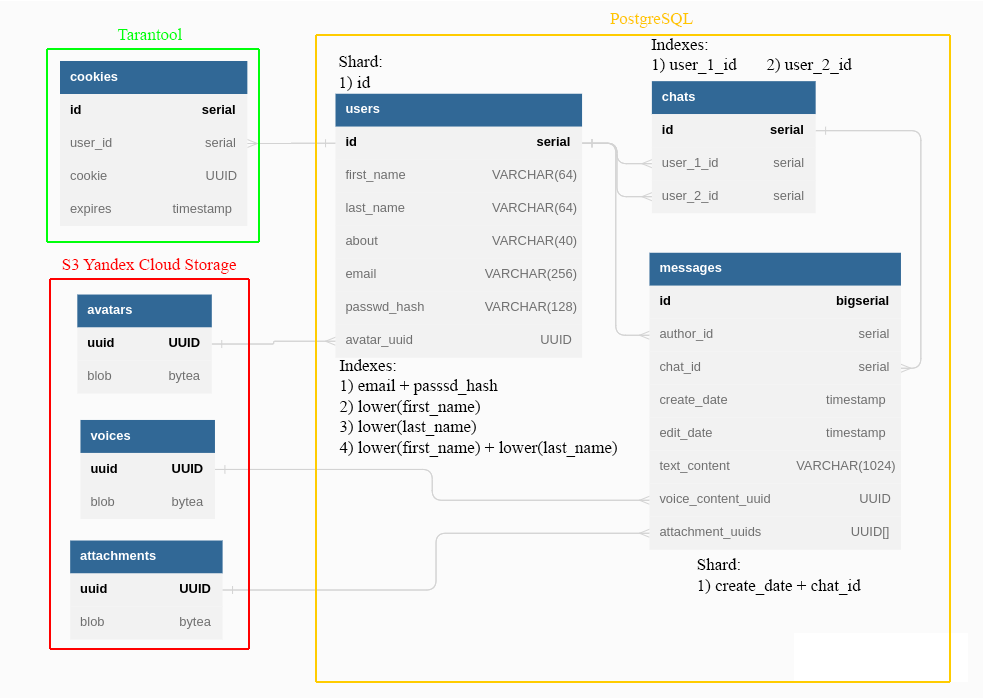 PostgreSQL
Tarantool
cookies
id serial
user_id serial
cookie UUID
expires timestamp
S3 Yandex Cloud Storage
avatars
uuid UUID
blob bytea
voices
uuid UUID
blob bytea
attachments
uuid UUID
blob bytea
Shard:
1) id
users
id serial
first_name VARCHAR(64)
last_name VARCHAR(64)
about VARCHAR(40)
email VARCHAR(256)
passwd_hash VARCHAR(128)
avatar_uuid UUID
Indexes:
1) email + passsd_hash
2) lower(first_name)
3) lower(last_name)
4) lower(first_name) + lower(last_name)
Indexes:
1) user_1_id 2) user_2_id
chats
id serial
user_1_id serial
user_2_id serial
messages
id bigserial
author_id serial
chat_id serial
create_date timestamp
edit_date timestamp
text_content VARCHAR(1024)
voice_content_uuid UUID
attachment_uuids UUID[]
Shard:
1) create_date + chat_id